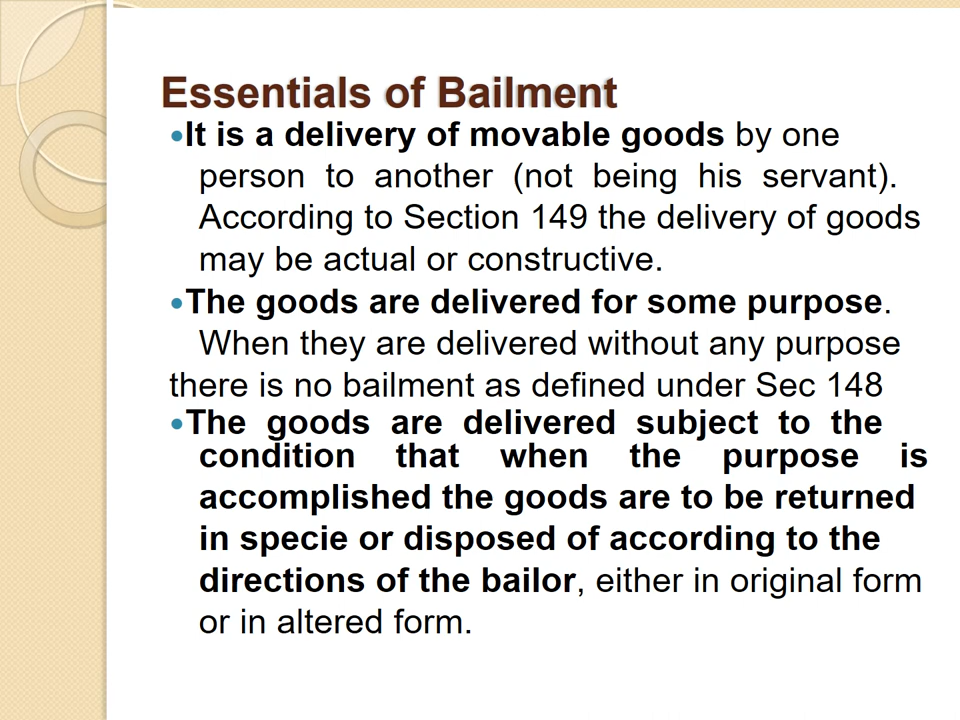 Essentials of Bailment
•It is a delivery of movable goods by one
person to another (not being his servant).
According to Section 149 the delivery of goods
may be actual or constructive.
•The goods are delivered for some purpose.
When they are delivered without any purpose
there is no bailment as defined under Sec 148
•The goods are delivered subject to the
condition that when the purpose is
accomplished the goods are to be returned
in specie or disposed of according to the
directions of the bailor, either in original form
or in altered form.